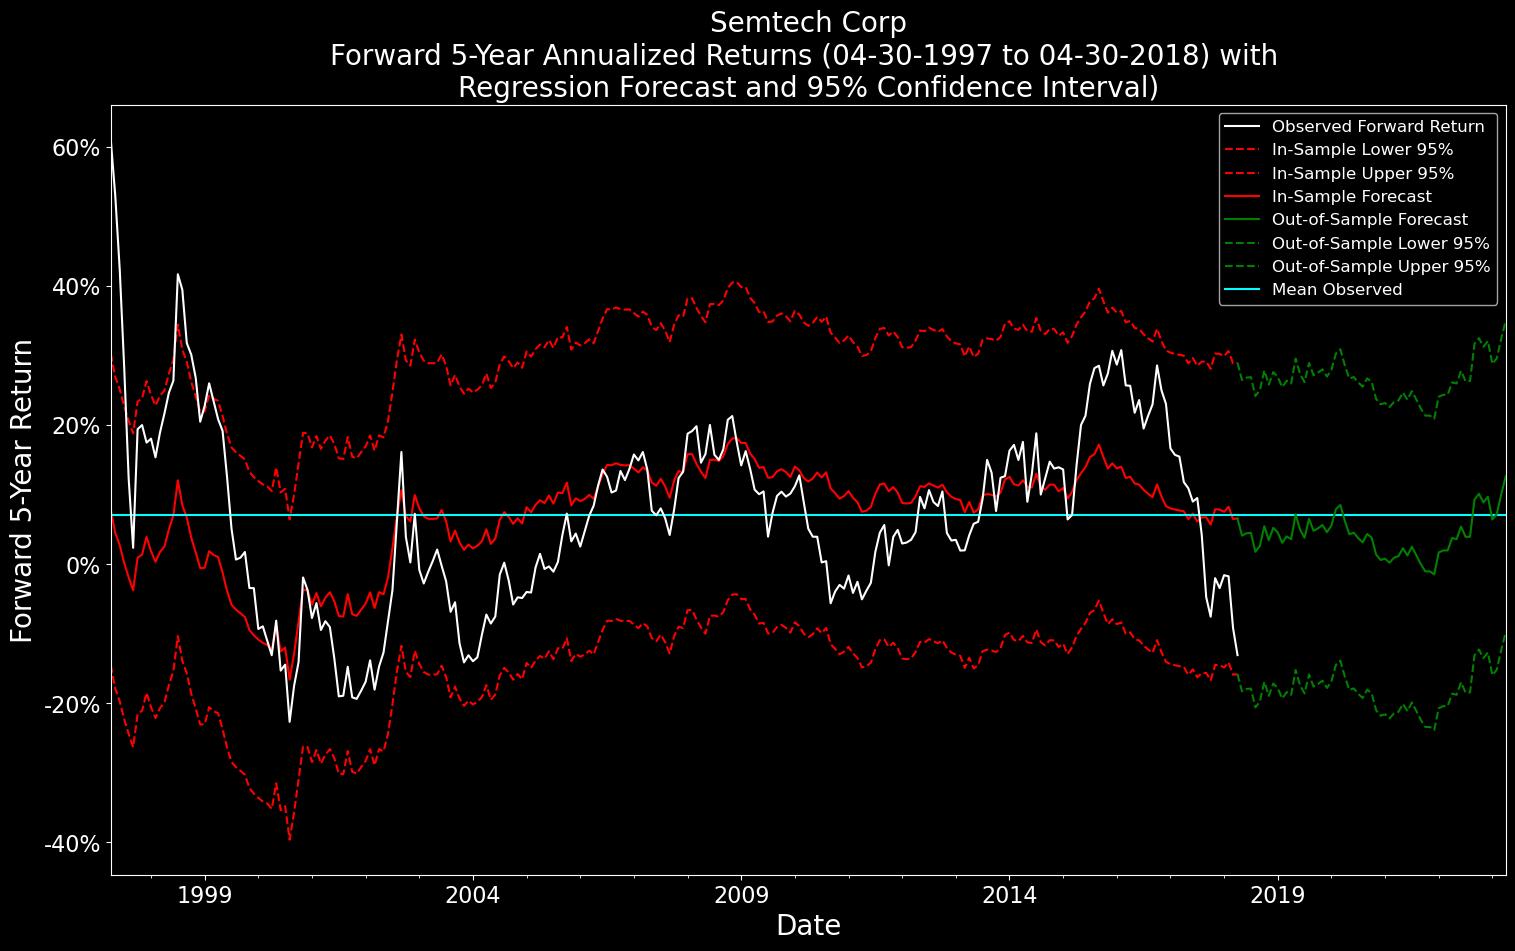 Semtech Corp
Forward 5-Year Annualized Returns (04-30-1997 to 04-30-2018) with
Regression Forecast and 95% Confidence Interval)
Observed Forward Return
In-Sample Lower 95%
In-Sample Upper 95%
In-Sample Forecast
Out-of-Sample Forecast
Out-of-Sample Lower 95%
Out-of-Sample Upper 95%
Mean Observed
Forward 5-Year Return
60%
40%
20%
0%
-20%
-40%
1999 2004 2009 2014 2019
Date